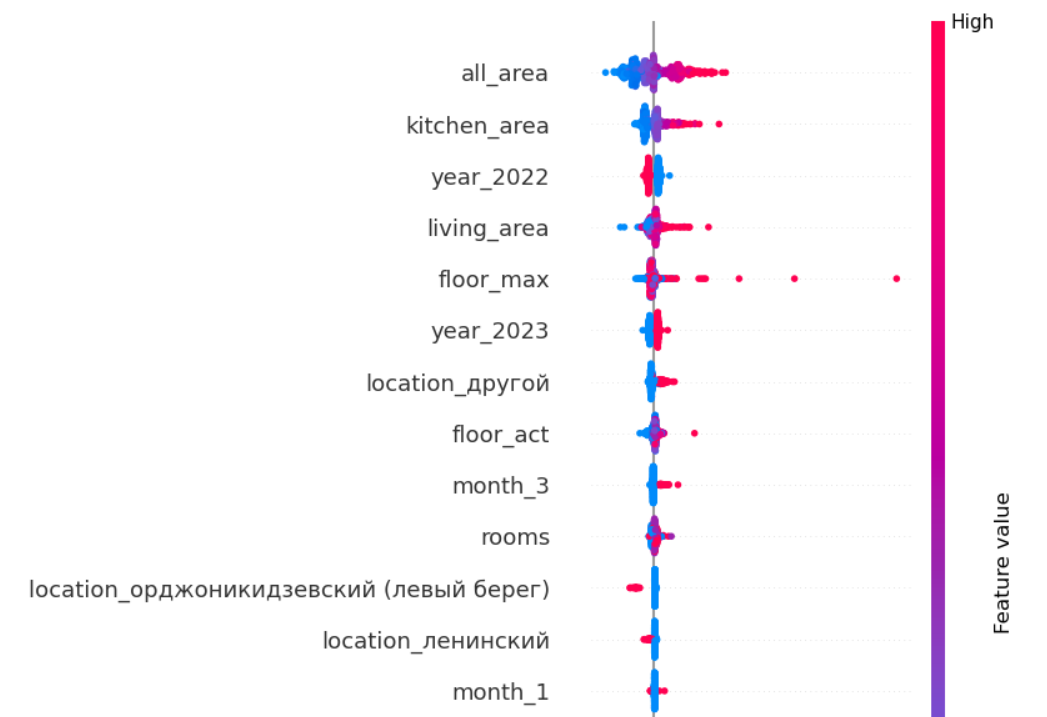 High
all_area
kitchen_area
year_2022
living_area
floor_max
year_2023
location_другой
floor_act
month_3
rooms
location_орджоникидзевский (левый берег)
location_ленинский
month_1
Feature value